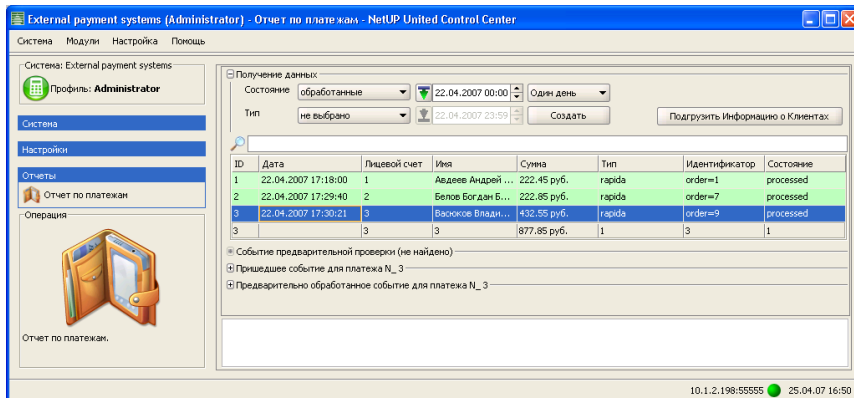 External payment systems (Administrator) - Отчет по платежам - NetUP United Control Center
Система Модули Настройка Помощь
Система: External payment systems
Профиль: Administrator
Система
Настройки
Отчеты
Отчет по платежам
Операция
Отчет по платежам.
Получение данных
Состояние обработанные 22.04.2007 00:00 Один день
Тип не выбрано 22.04.2007 23:59 Создать Подгрузить Информацию о Клиентах
ID Дата Лицевой счет Имя Сумма Тип Идентификатор Состояние
1 22.04.2007 17:18:00 1 Авдеев Андрей ... 222.45 руб. rapida order=1 processed
2 22.04.2007 17:29:40 2 Белов Богдан Б... 222.85 руб. rapida order=7 processed
3 22.04.2007 17:30:21 3 Васюков Влади... 432.55 руб. rapida order=9 processed
3 3 3 877.85 руб. 1 3 1
Событие предварительной проверки (не найдено)
Пришедшее событие для платежа N_ 3
Предварительно обработанное событие для платежа N_ 3
10.1.2.198:55555 25.04.07 16:50